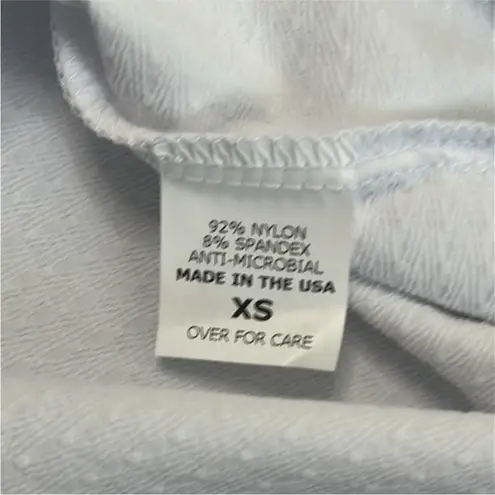 92% NYLON
8% SPANDEX
ANTI-MICROBIAL
MADE IN THE USA
XS
OVER FOR CARE